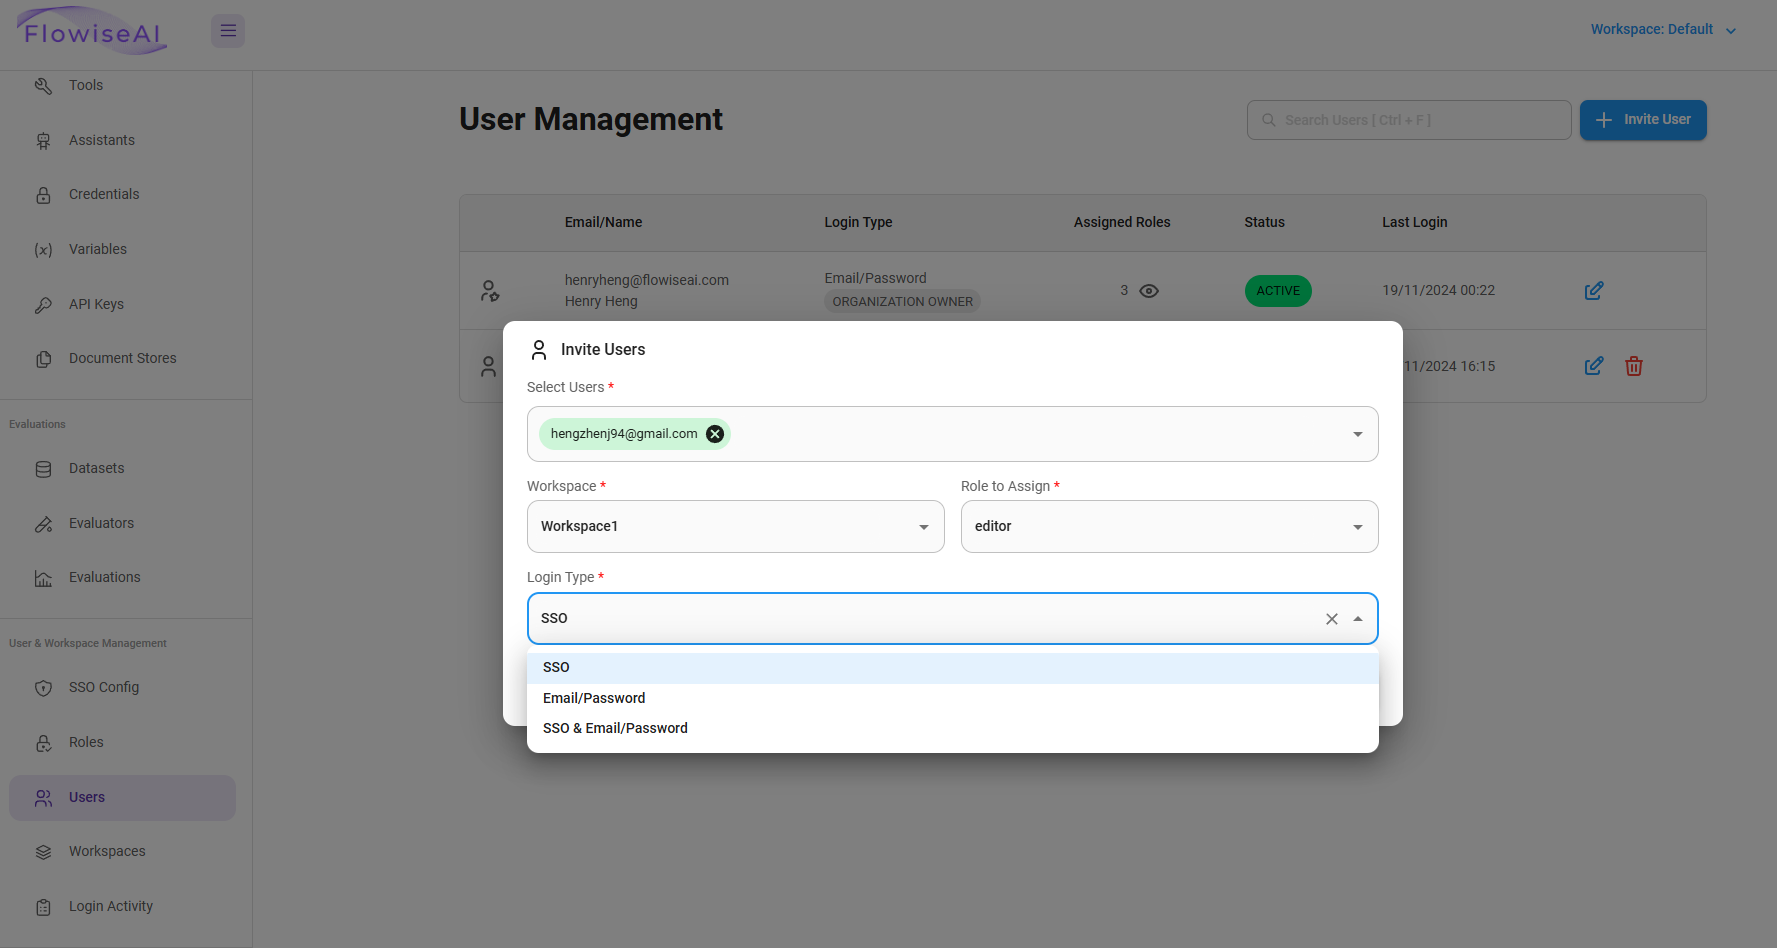 FlowiseAI
Workspace: Default
Tools
Assistants
Credentials
Variables
API Keys
Document Stores
Evaluations
Datasets
Evaluators
Evaluations
User & Workspace Management
SSO Config
Roles
Users
Workspaces
Login Activity
User Management
Search Users [ Ctrl + F ]
Invite User
Email/Name Login Type Assigned Roles Status Last Login
henryheng@flowiseai.com
Henry Heng
Email/Password
ORGANIZATION OWNER
3
ACTIVE
19/11/2024 00:22
11/2024 16:15
Invite Users
Select Users *
hengzhenj94@gmail.com
Workspace *
Workspace1
Role to Assign *
editor
Login Type *
SSO
SSO
Email/Password
SSO & Email/Password